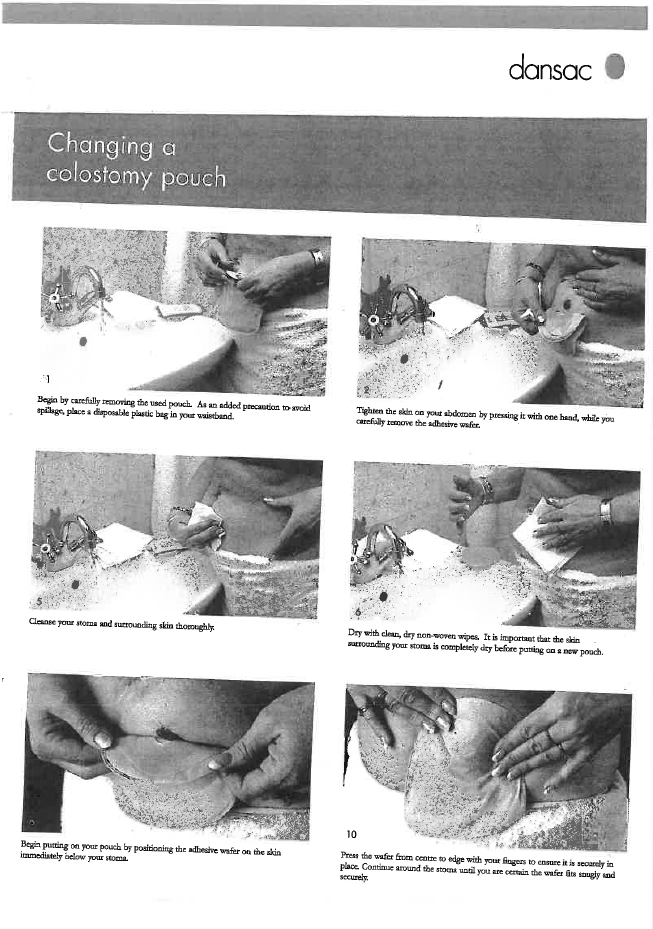 dansac
Changing a
colostomy pouch
1
Begin by carefully removing the used pouch. As an added precaution to avoid
spillage, place a disposable plastic bag in your waistband.
2
Tighten the skin on your abdomen by pressing it with one hand, while you
carefully remove the adhesive wafer.
5
Cleanse your stoma and surrounding skin thoroughly.
6
Dry with clean, dry non-woven wipes. It is important that the skin
surrounding your stoma is completely dry before putting on a new pouch.
Begin putting on your pouch by positioning the adhesive wafer on the skin
immediately below your stoma.
10
Press the wafer from centre to edge with your fingers to ensure it is securely in
place. Continue around the stoma until you are certain the wafer fits snugly and
securely.